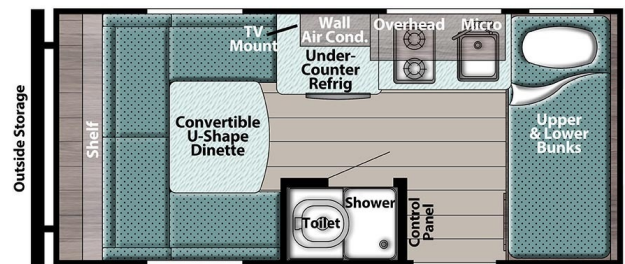 Outside Storage
Shelf
TV
Mount
Wall
Air Cond.
Overhead
Micro
Under-
Counter
Refrig
Convertible
U-Shape
Dinette
Upper
& Lower
Bunks
Toilet
Shower
Control
Panel